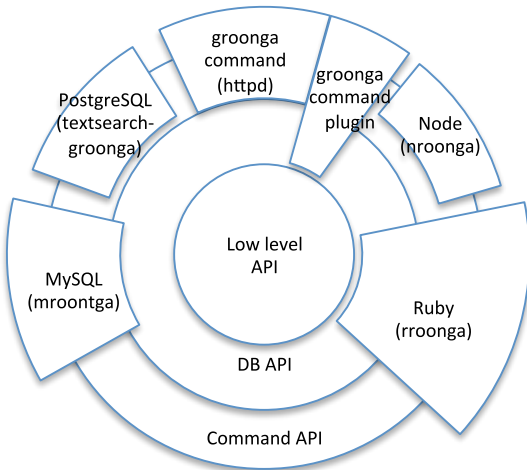 groonga
command
(httpd)
groonga
command
plugin
PostgreSQL
(textsearch-
groonga)
Node
(nroonga)
Low level
API
MySQL
(mroontga)
Ruby
(rroonga)
DB API
Command API